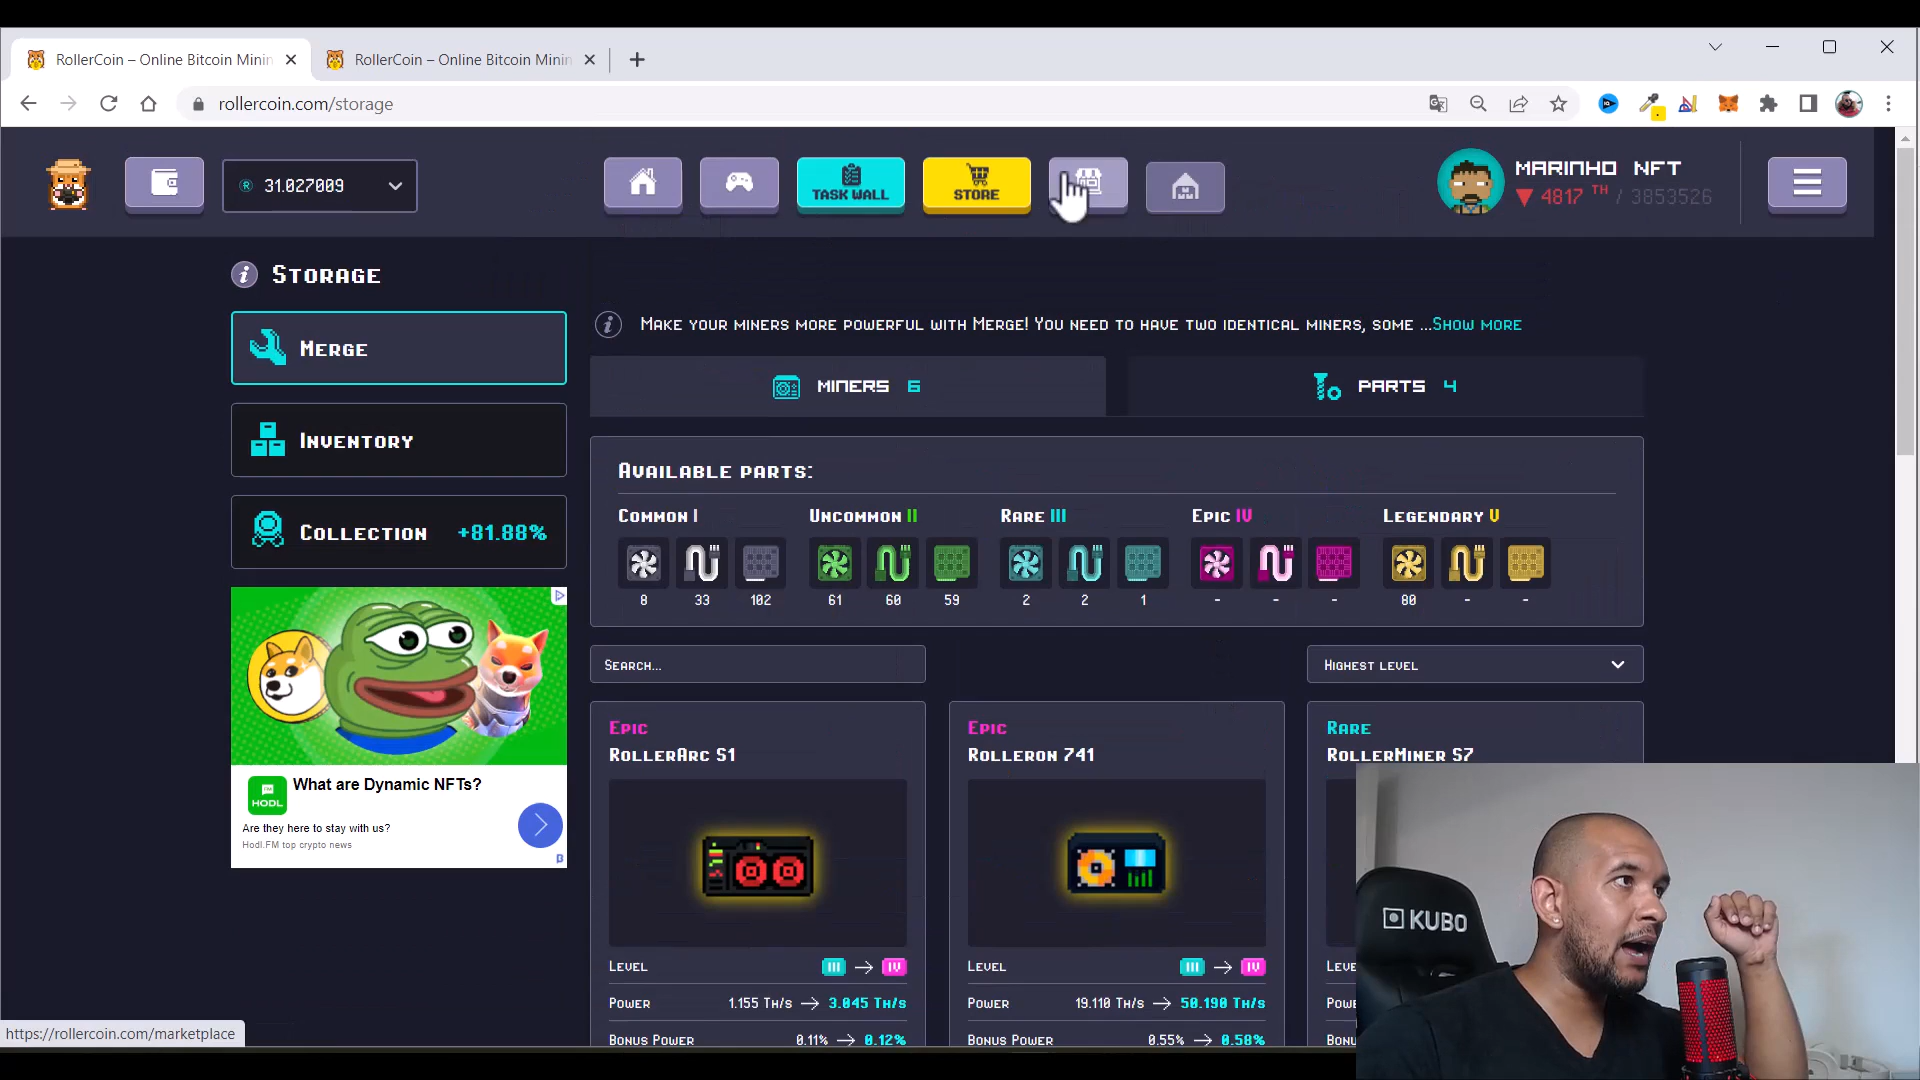 RollerCoin – Online Bitcoin Minin
RollerCoin – Online Bitcoin Minin
rollercoin.com/storage
31.027009
TASK WALL
STORE
MARINHO NFT
4817 TH / 3853526
STORAGE
MERGE
INVENTORY
COLLECTION +81.88%
MAKE YOUR MINERS MORE POWERFUL WITH MERGE! YOU NEED TO HAVE TWO IDENTICAL MINERS, SOME ...SHOW MORE
MINERS 6
PARTS 4
AVAILABLE PARTS:
COMMON I
UNCOMMON II
RARE III
EPIC IV
LEGENDARY V
8 33 102 61 60 59 2 2 1 - - - 80 - -
SEARCH...
HIGHEST LEVEL
EPIC
ROLLERARC S1
EPIC
ROLLERON 741
RARE
ROLLERMINER S7
What are Dynamic NFTs?
HODL
Are they here to stay with us?
Hodl.FM top crypto news
LEVEL III → IV
POWER 1.155 TH/S → 3.045 TH/S
BONUS POWER 0.11% → 0.12%
LEVEL III → IV
POWER 19.110 TH/S → 50.190 TH/S
BONUS POWER 0.55% → 0.58%
KUBO
https://rollercoin.com/marketplace